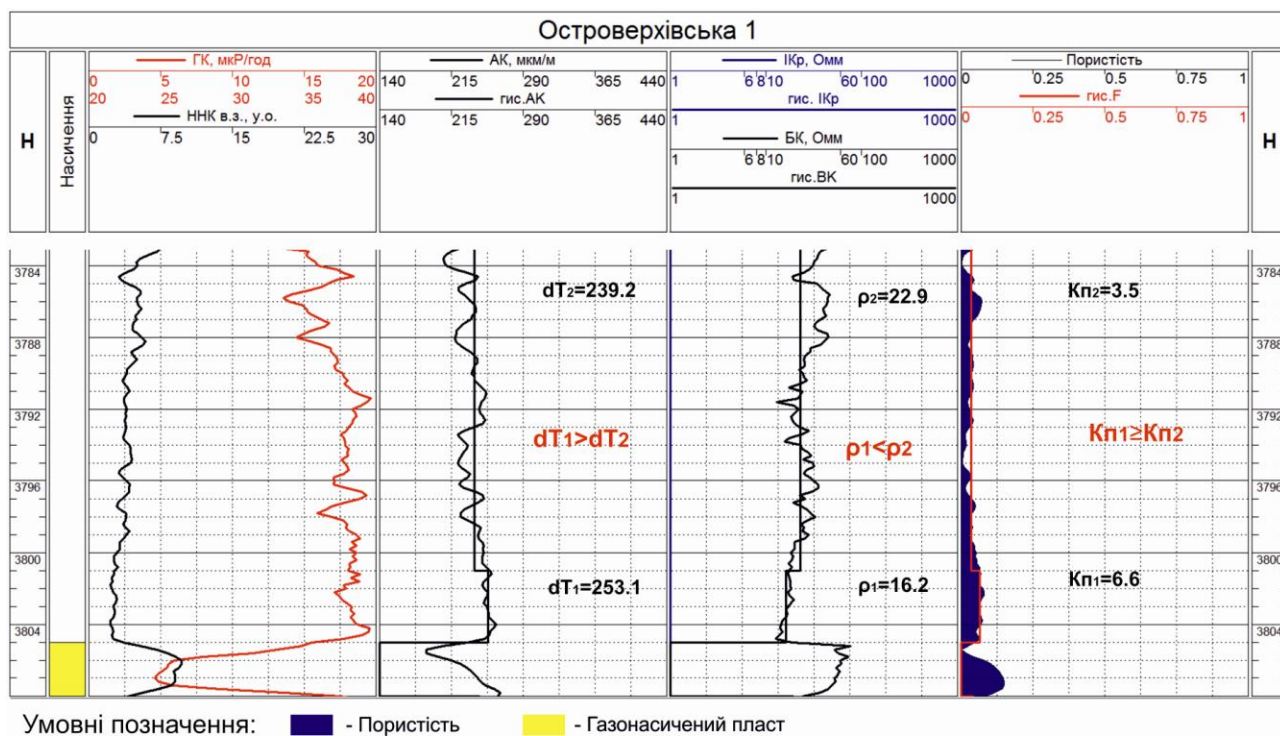 Островерхівська 1
Н
Насичення
ГК, мкР/год
0 5 10 15 20
20 25 30 35 40
ННК в.з., у.о.
0 7.5 15 22.5 30
АК, мкм/м
140 215 290 365 440
гис.АК
140 215 290 365 440
ІКр, Омм
1 6 8 10 60 100 1000
гис. ІКр
1 1000
БК, Омм
1 6 8 10 60 100 1000
гис.ВК
1 1000
Пористість
0 0.25 0.5 0.75 1
гис.F
0 0.25 0.5 0.75 1
Н
3784 3784
dT₂=239.2 ρ₂=22.9 Кп₂=3.5
3788 3788
3792 3792
dT₁>dT₂ ρ₁<ρ₂ Кп₁≥Кп₂
3796 3796
3800 3800
dT₁=253.1 ρ₁=16.2 Кп₁=6.6
3804 3804
Умовні позначення: - Пористість - Газонасичений пласт